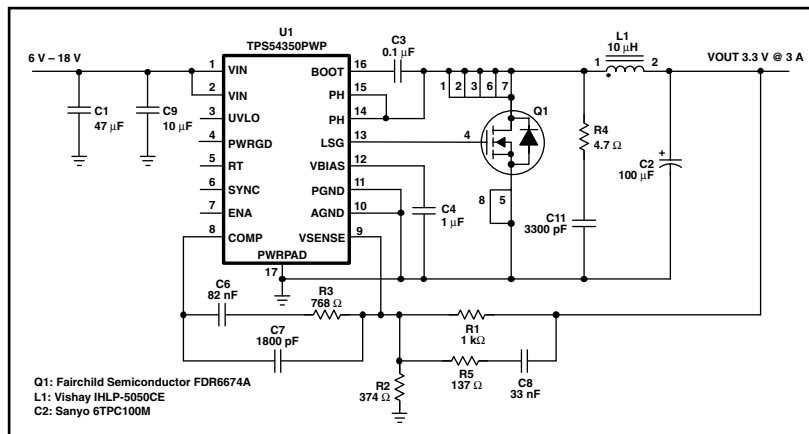 U1
TPS54350PWP
6 V – 18 V
C1
47 µF
C9
10 µF
1 VIN
2 VIN
3 UVLO
4 PWRGD
5 RT
6 SYNC
7 ENA
8 COMP
BOOT 16
PH 15
PH 14
LSG 13
VBIAS 12
PGND 11
AGND 10
VSENSE 9
PWRPAD
17
C3
0.1 µF
1 2 3 6 7
Q1
4
8 5
C4
1 µF
R4
4.7 Ω
C11
3300 pF
L1
10 µH
1 2
VOUT 3.3 V @ 3 A
+
C2
100 µF
C6
82 nF
R3
768 Ω
C7
1800 pF
R1
1 kΩ
R5
137 Ω
C8
33 nF
R2
374 Ω
Q1: Fairchild Semiconductor FDR6674A
L1: Vishay IHLP-5050CE
C2: Sanyo 6TPC100M